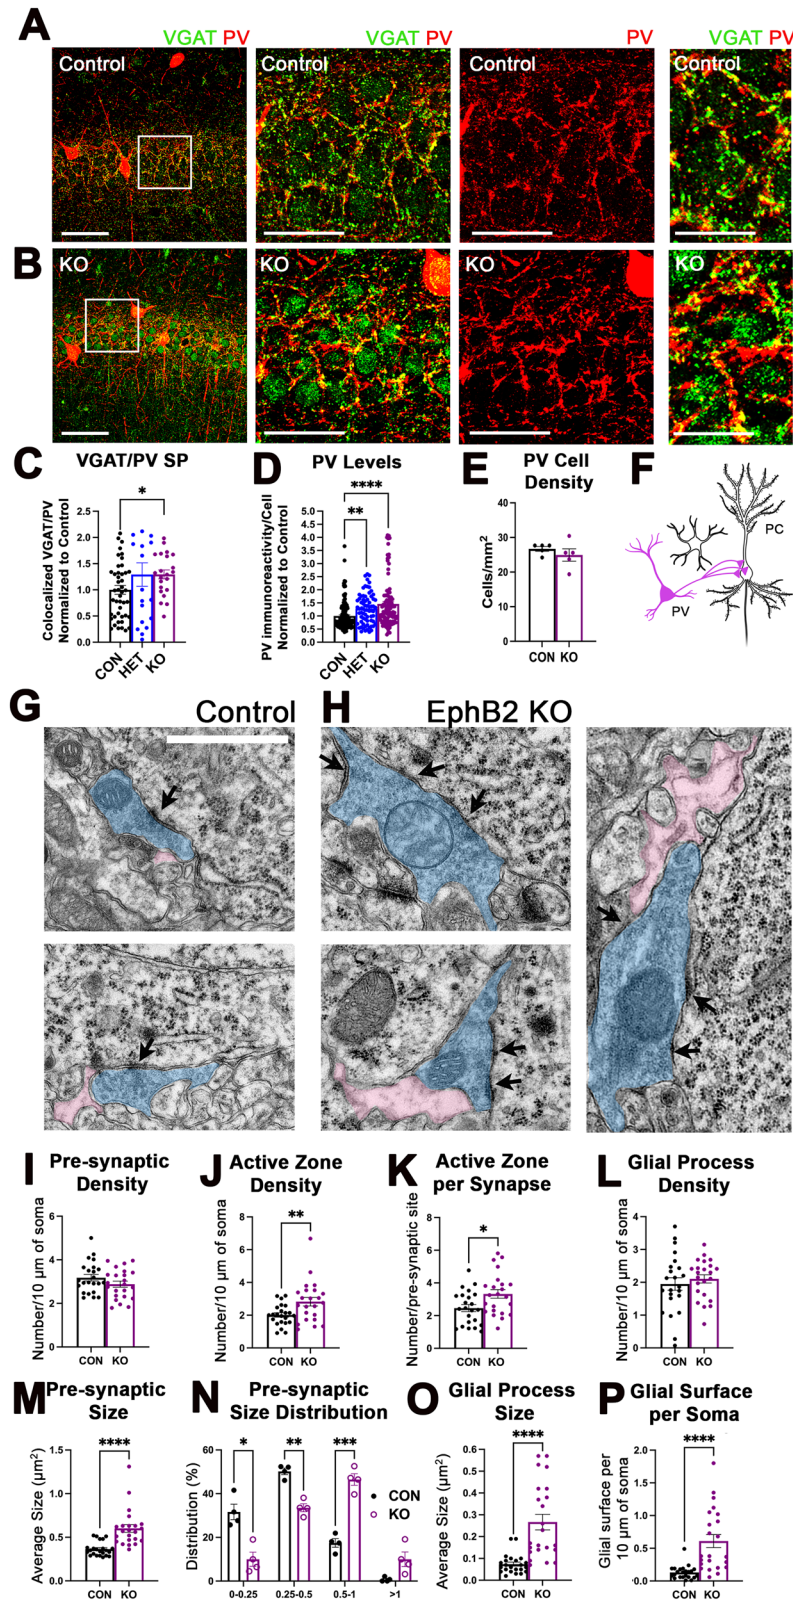 A
VGAT PV
VGAT PV
PV
VGAT PV
Control
Control
Control
Control
B
KO
KO
KO
KO
C
VGAT/PV SP
Colocalized VGAT/PV
Normalized to Control
2.5
2.0
1.5
1.0
0.5
0.0
*
CON
HET
KO
D
PV Levels
PV immunoreactivity/Cell
Normalized to Control
5.0
4.5
4.0
3.5
3.0
2.5
2.0
1.5
1.0
0.5
0.0
****
**
CON
HET
KO
E
PV Cell
Density
Cells/mm2
40
30
20
10
0
CON KO
F
PC
PV
G
Control
H
EphB2 KO
I
Pre-synaptic
Density
Number/10 µm of soma
6
4
2
0
CON KO
J
Active Zone
Density
Number/10 µm of soma
8
6
4
2
0
**
CON KO
K
Active Zone
per Synapse
Number/pre-synaptic site
8
6
4
2
0
*
CON KO
L
Glial Process
Density
Number/10 µm of soma
4
3
2
1
0
CON KO
M
Pre-synaptic
Size
Average Size (µm²)
1.5
1.0
0.5
0.0
****
CON KO
N
Pre-synaptic
Size Distribution
Distribution (%)
60
40
20
0
*
**
***
CON
KO
0-0.25 0.25-0.5 0.5-1 >1
O
Glial Process
Size
Average Size (µm²)
0.6
0.5
0.4
0.3
0.2
0.1
0.0
****
CON KO
P
Glial Surface
per Soma
Glial surface per
10 µm of soma
2.0
1.5
1.0
0.5
0.0
****
CON KO